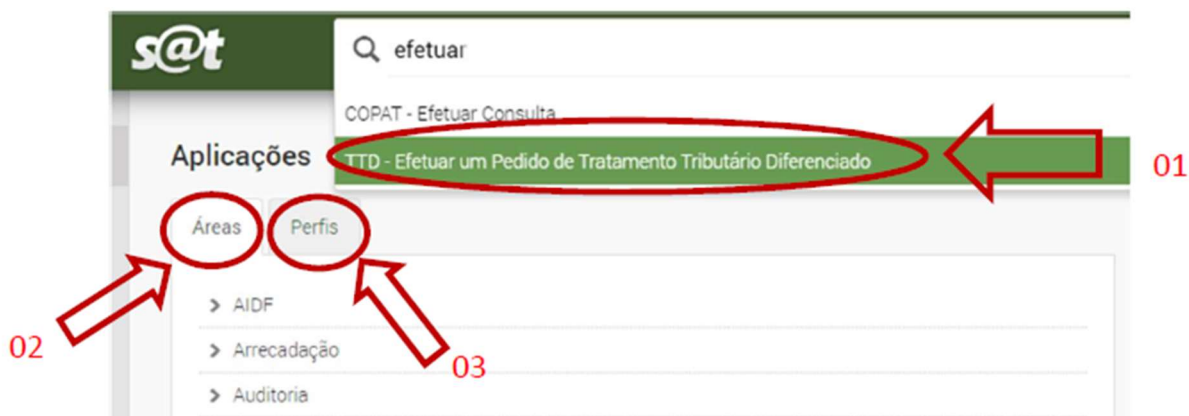 s@t
efetuar
COPAT - Efetuar Consulta
TTD - Efetuar um Pedido de Tratamento Tributário Diferenciado
01
Aplicações
Áreas Perfis
AIDF
02
Arrecadação
03
Auditoria